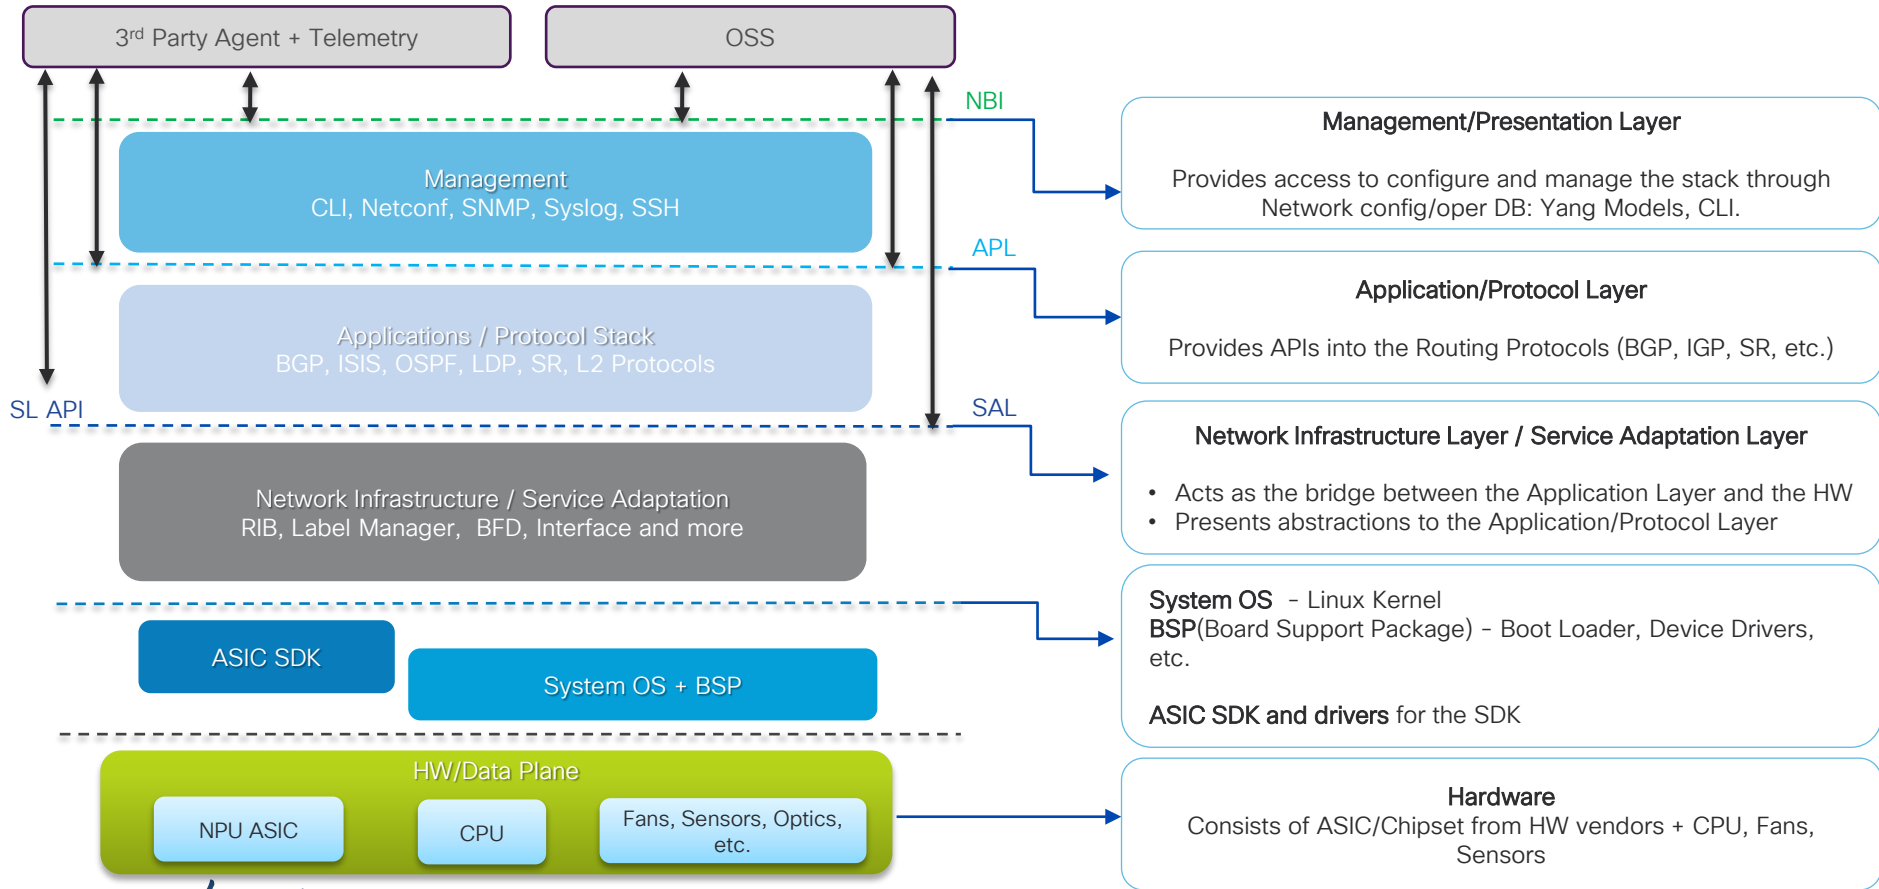 3rd Party Agent + Telemetry
OSS
NBI
Management
CLI, Netconf, SNMP, Syslog, SSH
APL
Applications / Protocol Stack
BGP, ISIS, OSPF, LDP, SR, L2 Protocols
SL API
SAL
Network Infrastructure / Service Adaptation
RIB, Label Manager, BFD, Interface and more
ASIC SDK
System OS + BSP
HW/Data Plane
NPU ASIC
CPU
Fans, Sensors, Optics,
etc.
Management/Presentation Layer
Provides access to configure and manage the stack through
Network config/oper DB: Yang Models, CLI.
Application/Protocol Layer
Provides APIs into the Routing Protocols (BGP, IGP, SR, etc.)
Network Infrastructure Layer / Service Adaptation Layer
• Acts as the bridge between the Application Layer and the HW
• Presents abstractions to the Application/Protocol Layer
System OS - Linux Kernel
BSP(Board Support Package) - Boot Loader, Device Drivers,
etc.
ASIC SDK and drivers for the SDK
Hardware
Consists of ASIC/Chipset from HW vendors + CPU, Fans,
Sensors